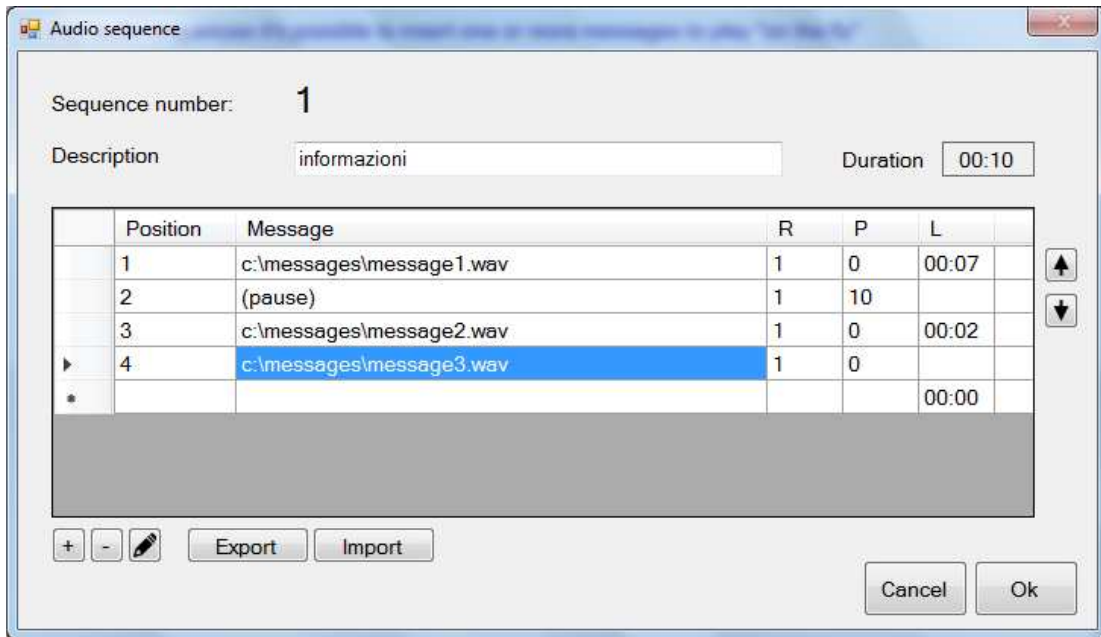 Audio sequence
Sequence number: 1
Description informazioni Duration 00:10
Position Message R P L
1 c:\messages\message1.wav 1 0 00:07
2 (pause) 1 10
3 c:\messages\message2.wav 1 0 00:02
4 c:\messages\message3.wav 1 0
* 00:00
+ - Export Import
Cancel Ok